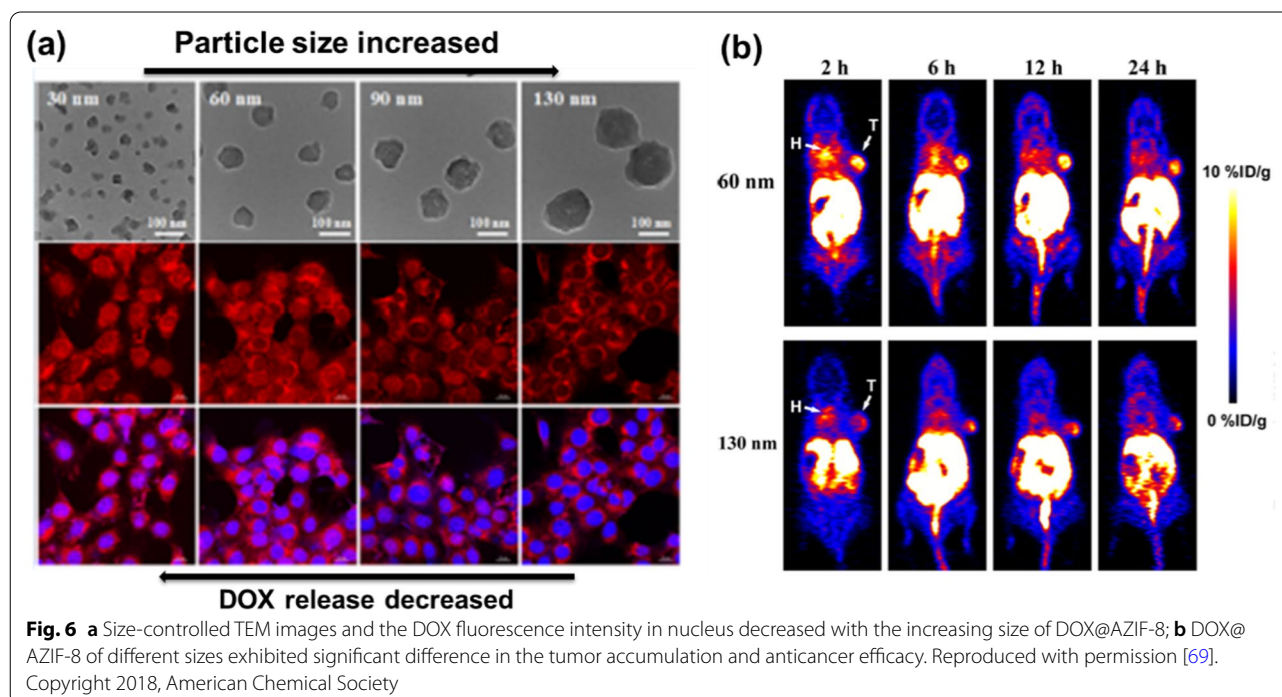 (a)
Particle size increased
30 nm
60 nm
90 nm
130 nm
100 nm
100 nm
100 nm
100 nm
DOX release decreased
(b)
2 h
6 h
12 h
24 h
H
T
60 nm
10 %ID/g
0 %ID/g
H
T
130 nm
Fig. 6 a Size-controlled TEM images and the DOX fluorescence intensity in nucleus decreased with the increasing size of DOX@AZIF-8; b DOX@
AZIF-8 of different sizes exhibited significant difference in the tumor accumulation and anticancer efficacy. Reproduced with permission [69].
Copyright 2018, American Chemical Society